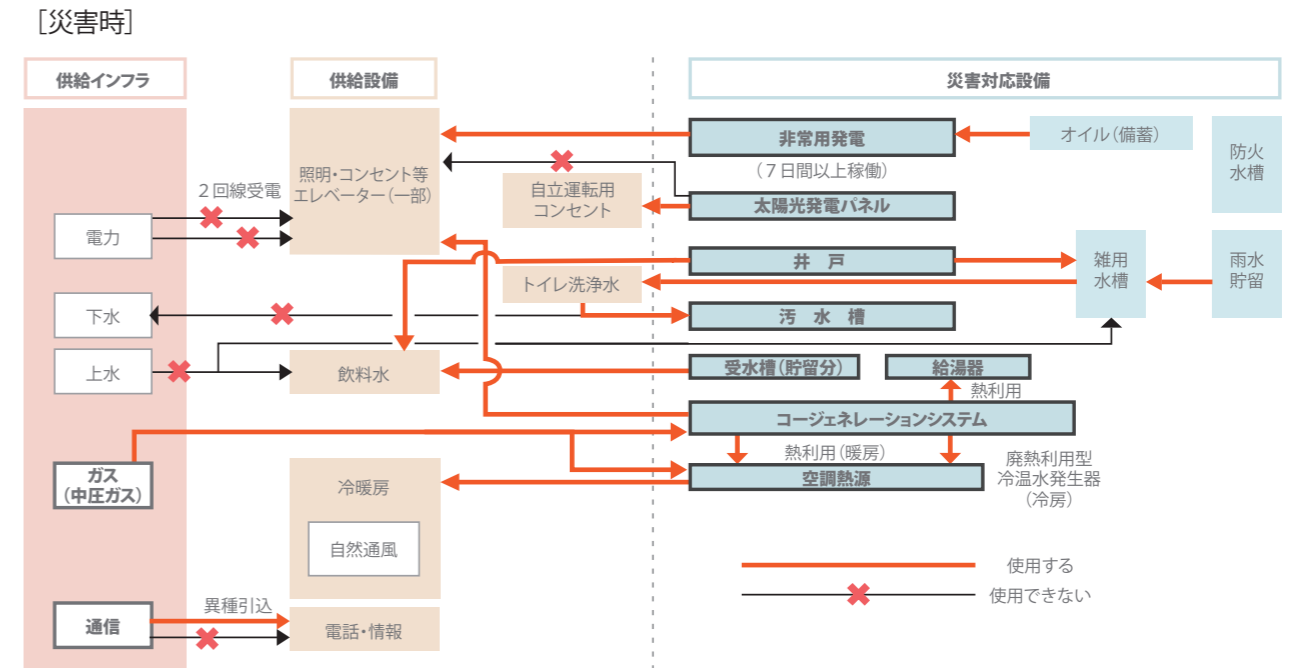 ［災害時］
供給インフラ
供給設備
災害対応設備
電力
下水
上水
ガス
（中圧ガス）
通信
２回線受電
異種引込
照明・コンセント等
エレベーター（一部）
自立運転用
コンセント
トイレ洗浄水
飲料水
冷暖房
自然通風
電話・情報
非常用発電
（７日間以上稼働）
太陽光発電パネル
井　戸
汚　水　槽
受水槽（貯留分）
給湯器
熱利用
コージェネレーションシステム
熱利用（暖房）
空調熱源
廃熱利用型
冷温水発生器
（冷房）
オイル（備蓄）
防火
水槽
雑用
水槽
雨水
貯留
使用する
使用できない